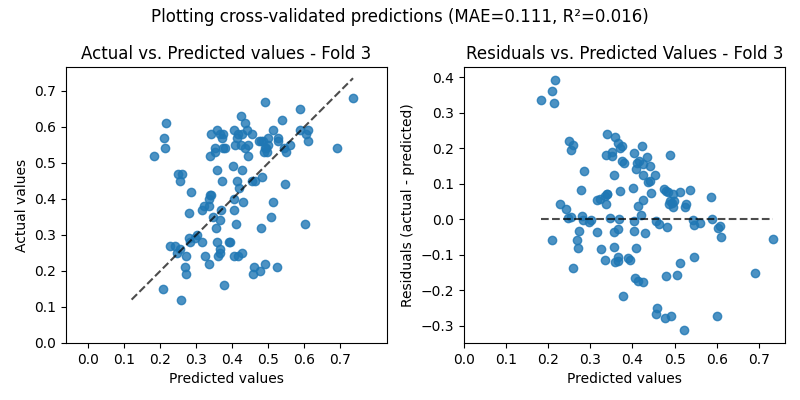 Plotting cross-validated predictions (MAE=0.111, R²=0.016)
Actual vs. Predicted values - Fold 3
Residuals vs. Predicted Values - Fold 3
Actual values
0.7
0.6
0.5
0.4
0.3
0.2
0.1
0.0
0.0 0.1 0.2 0.3 0.4 0.5 0.6 0.7
Predicted values
Residuals (actual - predicted)
0.4
0.3
0.2
0.1
0.0
−0.1
−0.2
−0.3
0.0 0.1 0.2 0.3 0.4 0.5 0.6 0.7
Predicted values